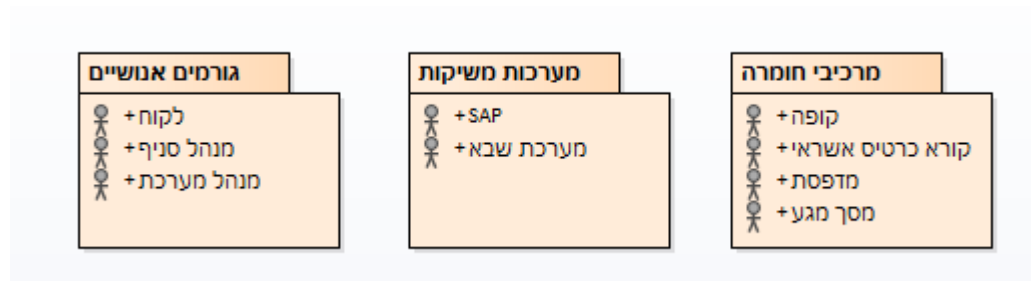 גורמים אנושיים
+לקוח
+מנהל סניף
+מנהל מערכת
מערכות משיקות
+SAP
+מערכת שבא
מרכיבי חומרה
+קופה
+קורא כרטיס אשראי
+מדפסת
+מסך מגע